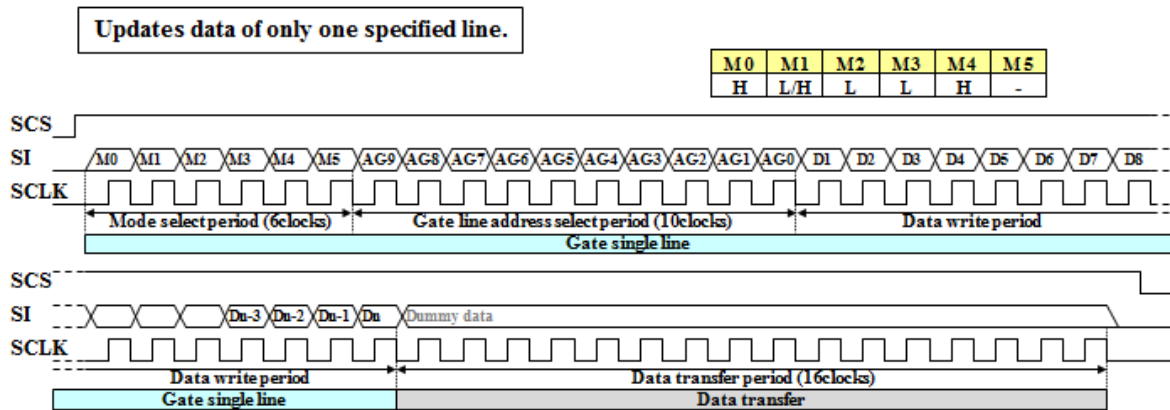 Updates data of only one specified line.
M0 M1 M2 M3 M4 M5
H L/H L L H -
SCS
SI M0 M1 M2 M3 M4 M5 AG9 AG8 AG7 AG6 AG5 AG4 AG3 AG2 AG1 AG0 D1 D2 D3 D4 D5 D6 D7 D8
SCLK
Mode select period (6clocks) Gate line address select period (10clocks) Data write period
Gate single line
SCS
SI Dn-3 Dn-2 Dn-1 Dn Dummy data
SCLK
Data write period Data transfer period (16clocks)
Gate single line Data transfer